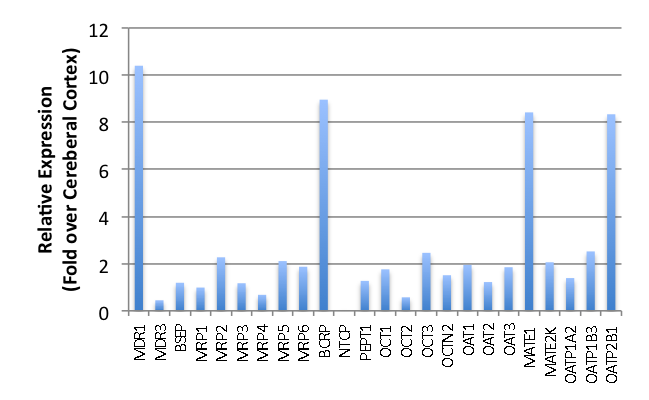 Relative Expression
(Fold over Cereberal Cortex)
12
10
8
6
4
2
0
MDR1
MDR3
BSEP
MRP1
MRP2
MRP3
MRP4
MRP5
MRP6
BCRP
NTCP
PEPT1
OCT1
OCT2
OCT3
OCTN2
OAT1
OAT2
OAT3
MATE1
MATE2K
OATP1A2
OATP1B3
OATP2B1